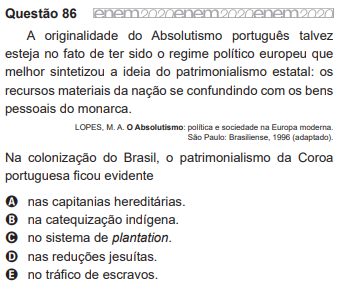 Questão 86 enem2020enem2020enem2020
A originalidade do Absolutismo português talvez
esteja no fato de ter sido o regime político europeu que
melhor sintetizou a ideia do patrimonialismo estatal: os
recursos materiais da nação se confundindo com os bens
pessoais do monarca.
LOPES, M. A. O Absolutismo: política e sociedade na Europa moderna.
São Paulo: Brasiliense, 1996 (adaptado).
Na colonização do Brasil, o patrimonialismo da Coroa
portuguesa ficou evidente
A nas capitanias hereditárias.
B na catequização indígena.
C no sistema de plantation.
D nas reduções jesuítas.
E no tráfico de escravos.